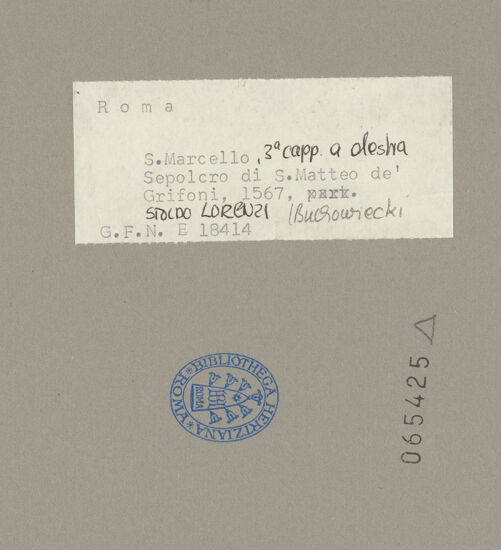 Roma
S.Marcello, 3ª capp. a destra
Sepolcro di S.Matteo de'
Grifoni, 1567,
STOLDO LORENZI (Buchowiecki
G.F.N. E 18414
BIBLIOTHECA HERTZIANA * ROMA *
ROMA
065425